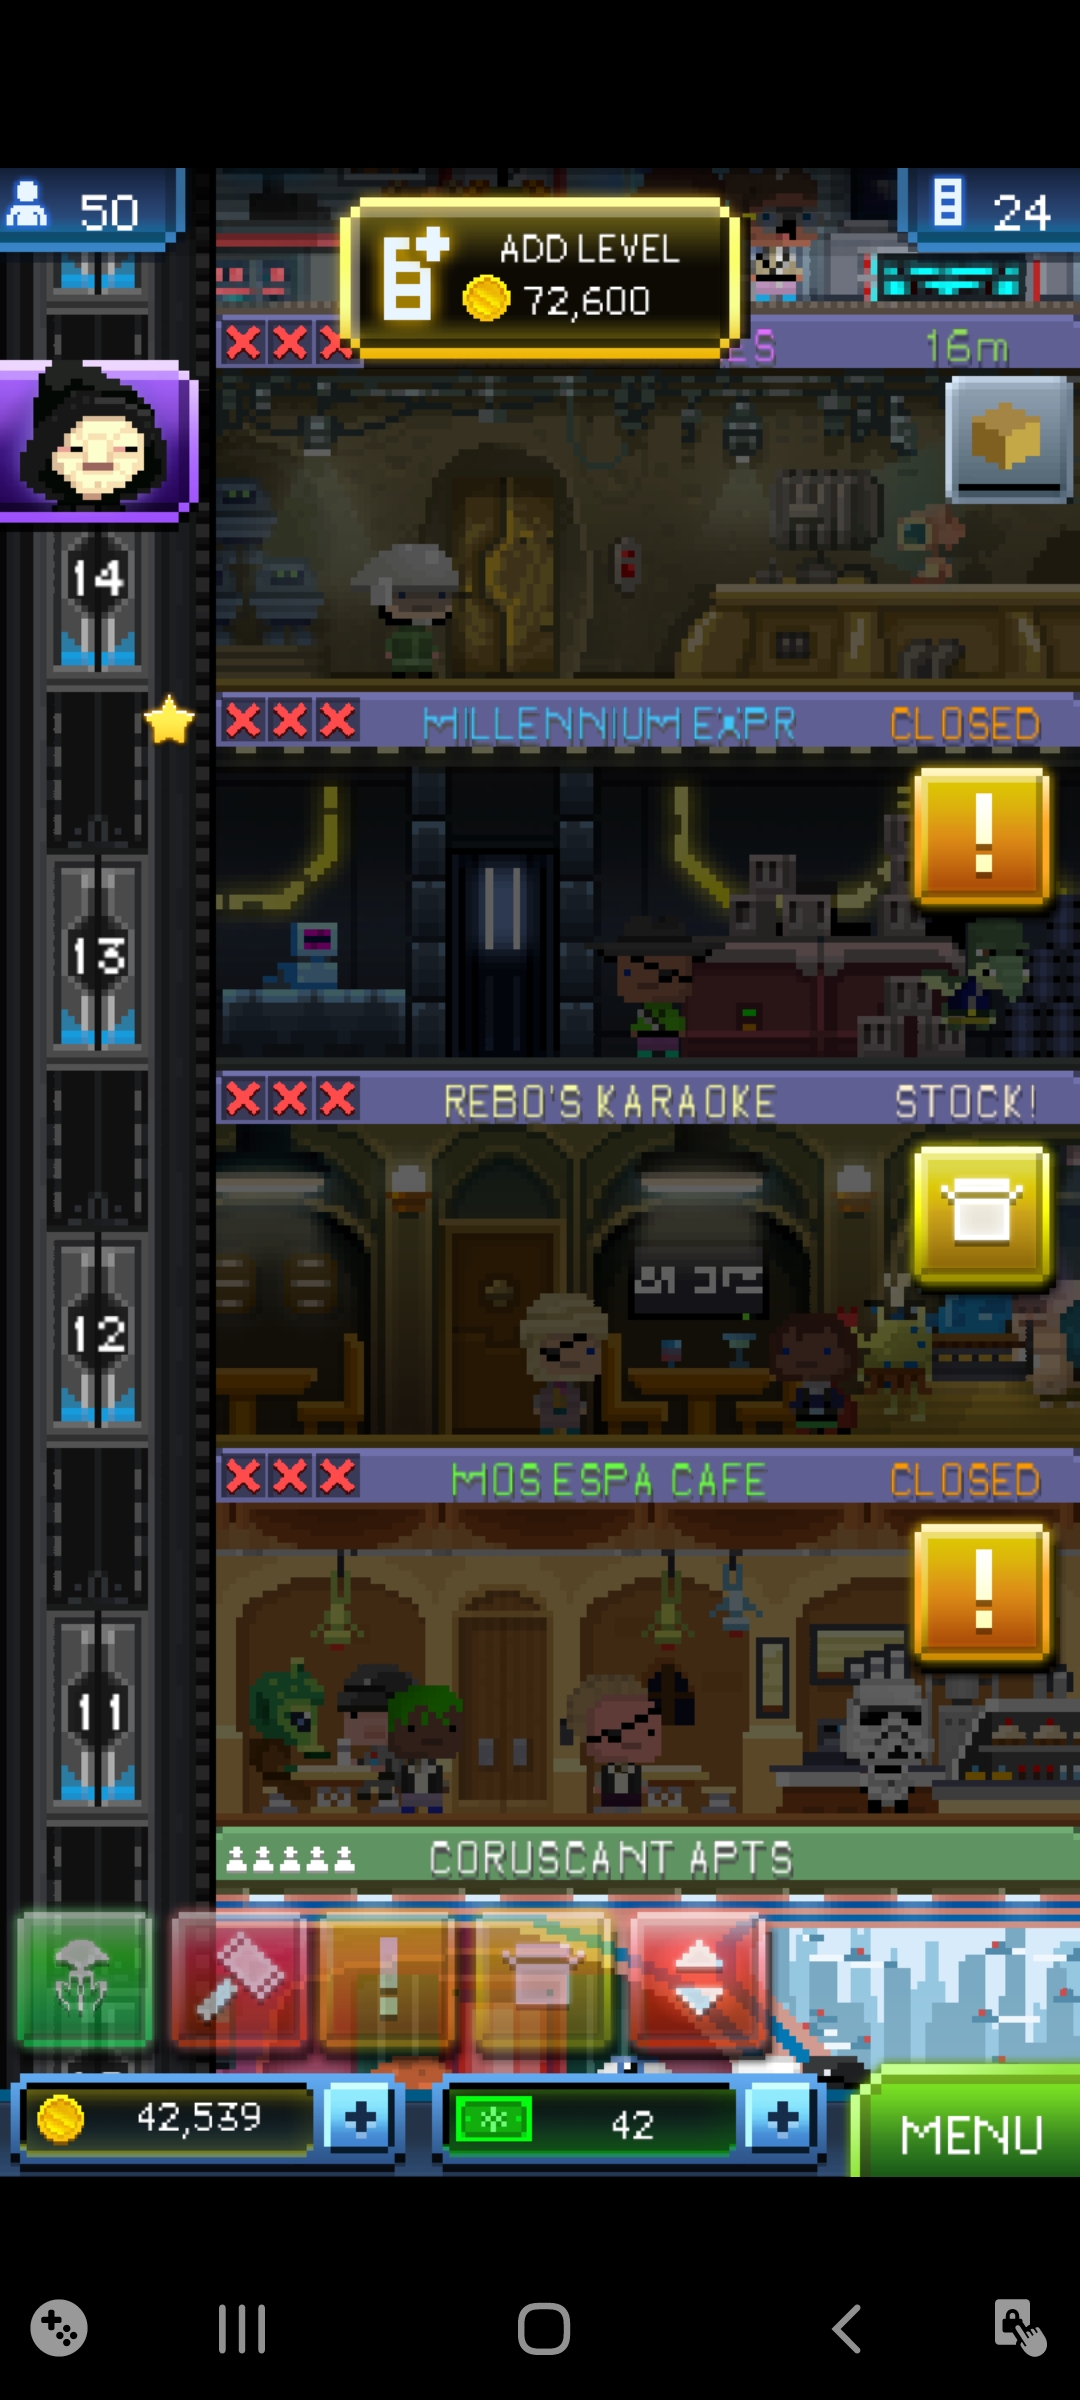 50
24
ADD LEVEL
72,600
ES 16m
14
MILLENNIUM EXPR CLOSED
13
REBO'S KARAOKE STOCK!
12
MOS ESPA CAFE CLOSED
11
CORUSCANT APTS
42,539
42
MENU